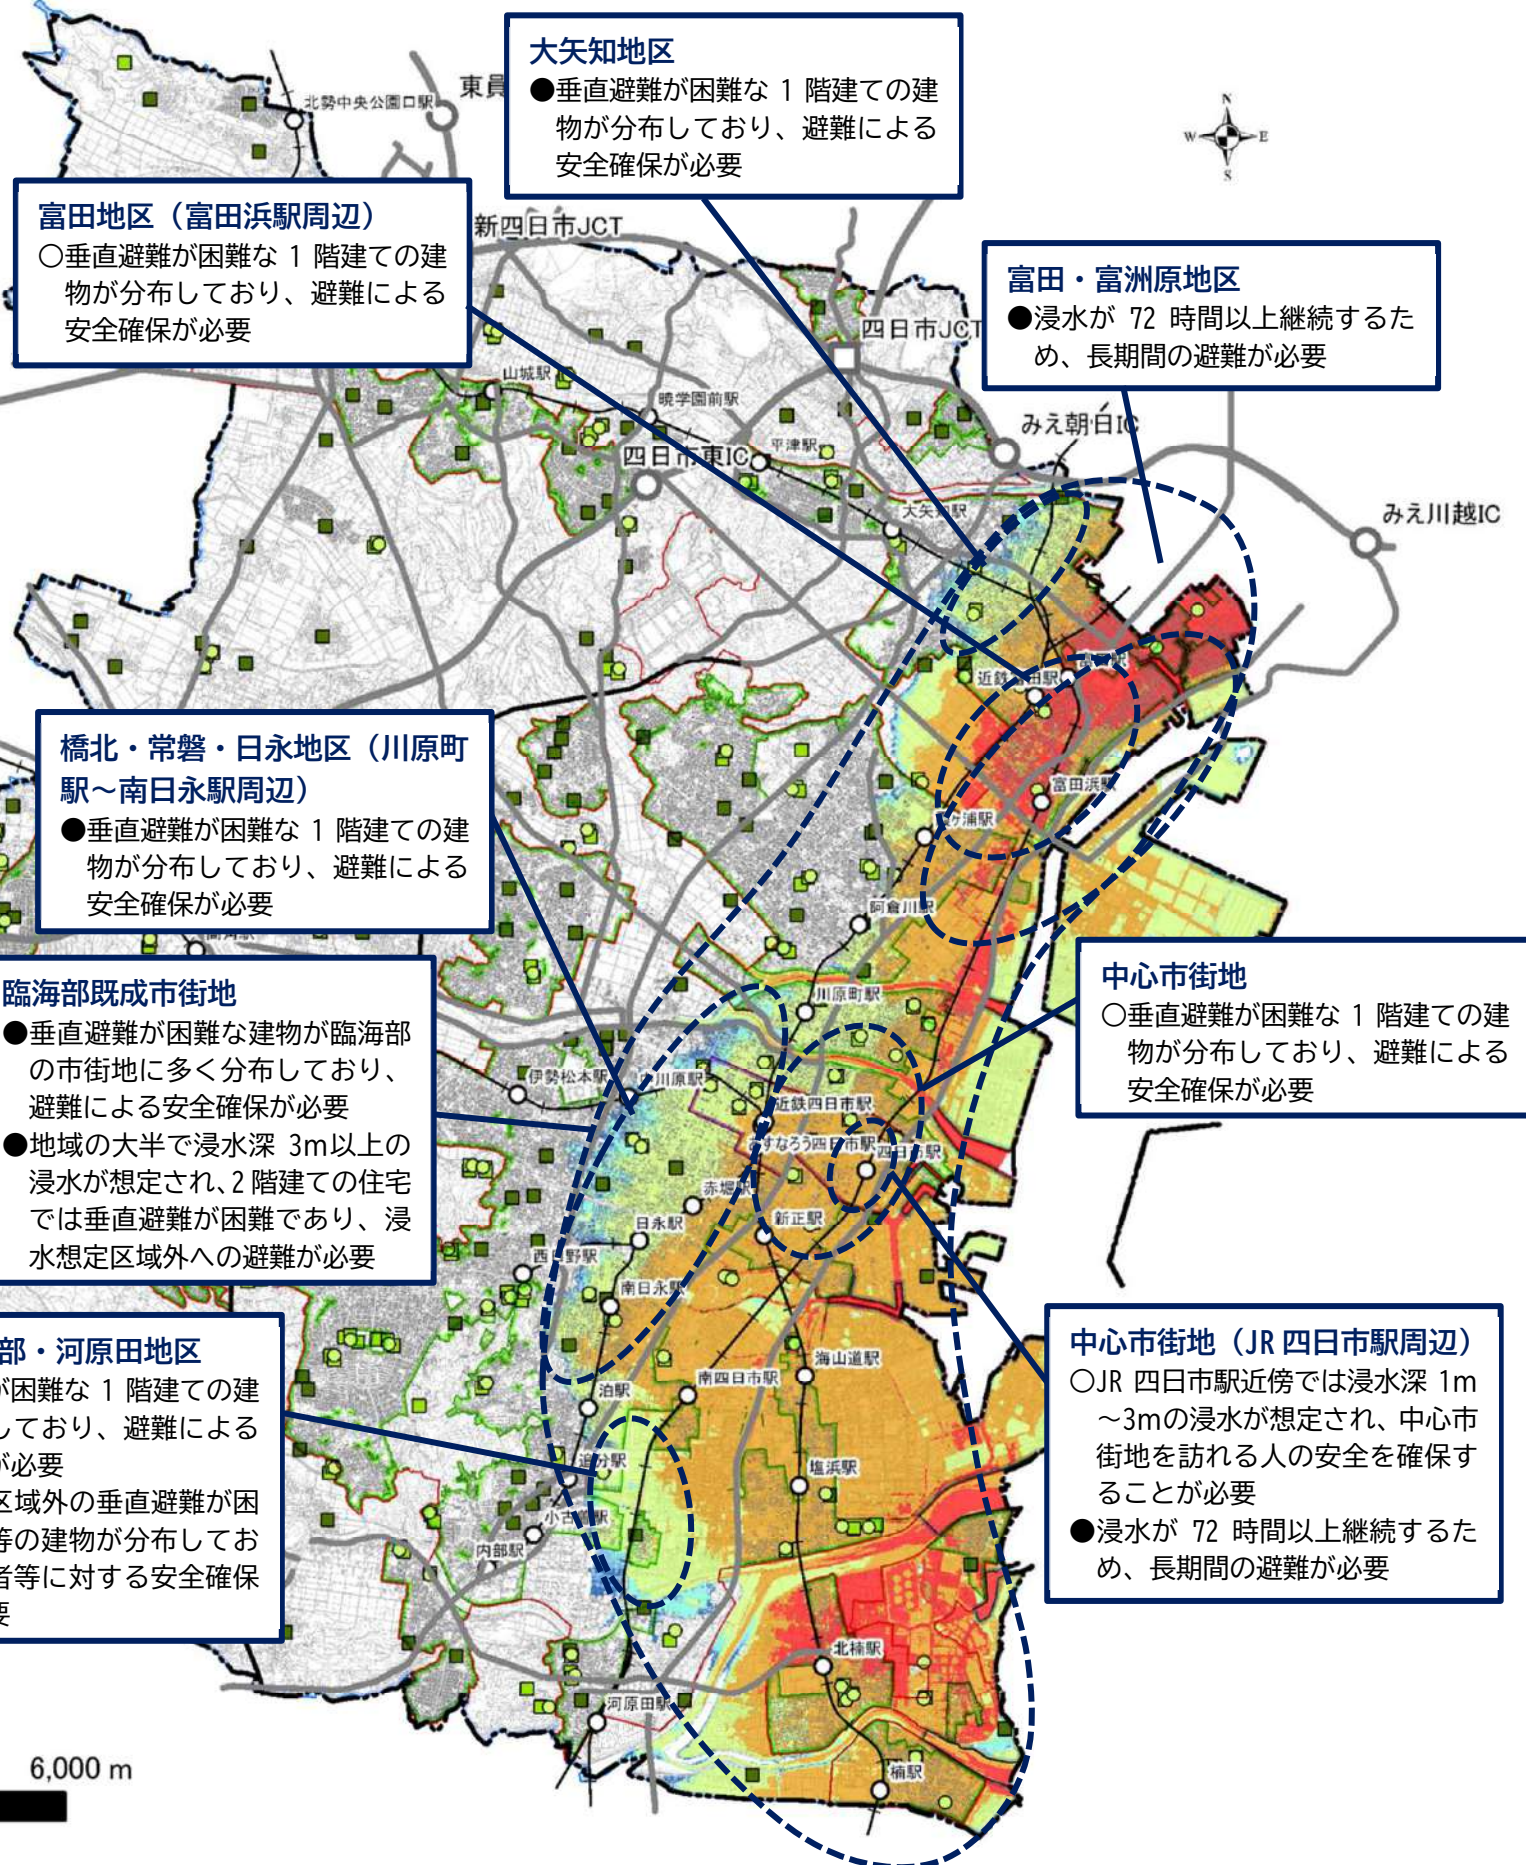 大矢知地区
●垂直避難が困難な 1 階建ての建
物が分布しており、避難による
安全確保が必要
N
W
E
S
北勢中央公園口駅
東員
富田地区（富田浜駅周辺）
○垂直避難が困難な 1 階建ての建
物が分布しており、避難による
安全確保が必要
新四日市JCT
富田・富洲原地区
●浸水が 72 時間以上継続するた
め、長期間の避難が必要
四日市JCT
山城駅
暁学園前駅
みえ朝日IC
平津駅
四日市東IC
大矢知駅
みえ川越IC
近鉄富田駅
富田浜駅
橋北・常磐・日永地区（川原町
駅～南日永駅周辺）
●垂直避難が困難な 1 階建ての建
物が分布しており、避難による
安全確保が必要
阿倉川駅
中心市街地
○垂直避難が困難な 1 階建ての建
物が分布しており、避難による
安全確保が必要
臨海部既成市街地
●垂直避難が困難な建物が臨海部
の市街地に多く分布しており、
避難による安全確保が必要
●地域の大半で浸水深 3m以上の
浸水が想定され、2 階建ての住宅
では垂直避難が困難であり、浸
水想定区域外への避難が必要
川原町駅
伊勢松本駅
中川原駅
近鉄四日市駅
あすなろう四日市駅
四日市駅
赤堀駅
新正駅
日永駅
西日野駅
南日永駅
海山道駅
部・河原田地区
が困難な 1 階建ての建
しており、避難による
が必要
区域外の垂直避難が困
等の建物が分布してお
者等に対する安全確保
要
中心市街地（JR 四日市駅周辺）
○JR 四日市駅近傍では浸水深 1m
～3mの浸水が想定され、中心市
街地を訪れる人の安全を確保す
ることが必要
●浸水が 72 時間以上継続するた
め、長期間の避難が必要
南四日市駅
泊駅
追分駅
塩浜駅
小古曽駅
内部駅
北楠駅
河原田駅
楠駅
6,000 m